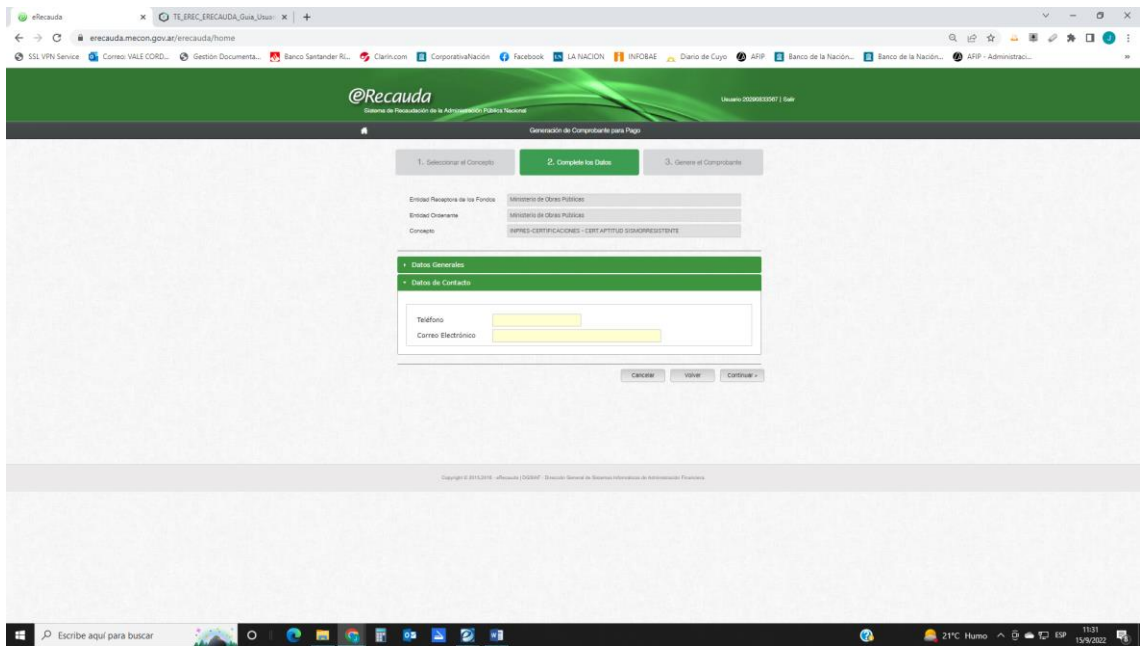 eRecauda
TE_EREC_ERECAUDA_Guia_Usua
erecauda.mecon.gov.ar/erecauda/home
SSL VPN Service Correo: VALE CORD... Gestión Documenta... Banco Santander Rí... Clarin.com CorporativaNación Facebook LA NACION INFOBAE Diario de Cuyo AFIP Banco de la Nación... Banco de la Nación... AFIP - Administraci...
@Recauda
Sistema de Recaudación de la Administración Pública Nacional
Salir
Generación de Comprobante para Pago
1. Seleccionar el Concepto 2. Complete los Datos 3. Genere el Comprobante
Entidad Receptora de los Fondos Ministerio de Obras Públicas
Entidad Ordenante Ministerio de Obras Públicas
Concepto INPRES-CERTIFICACIONES - CERT.APTITUD SISMORRESISTENTE
Datos Generales
Datos de Contacto
Teléfono
Correo Electrónico
Cancelar Volver Continuar »
Escribe aquí para buscar
21°C Humo ESP 11:31
15/9/2022